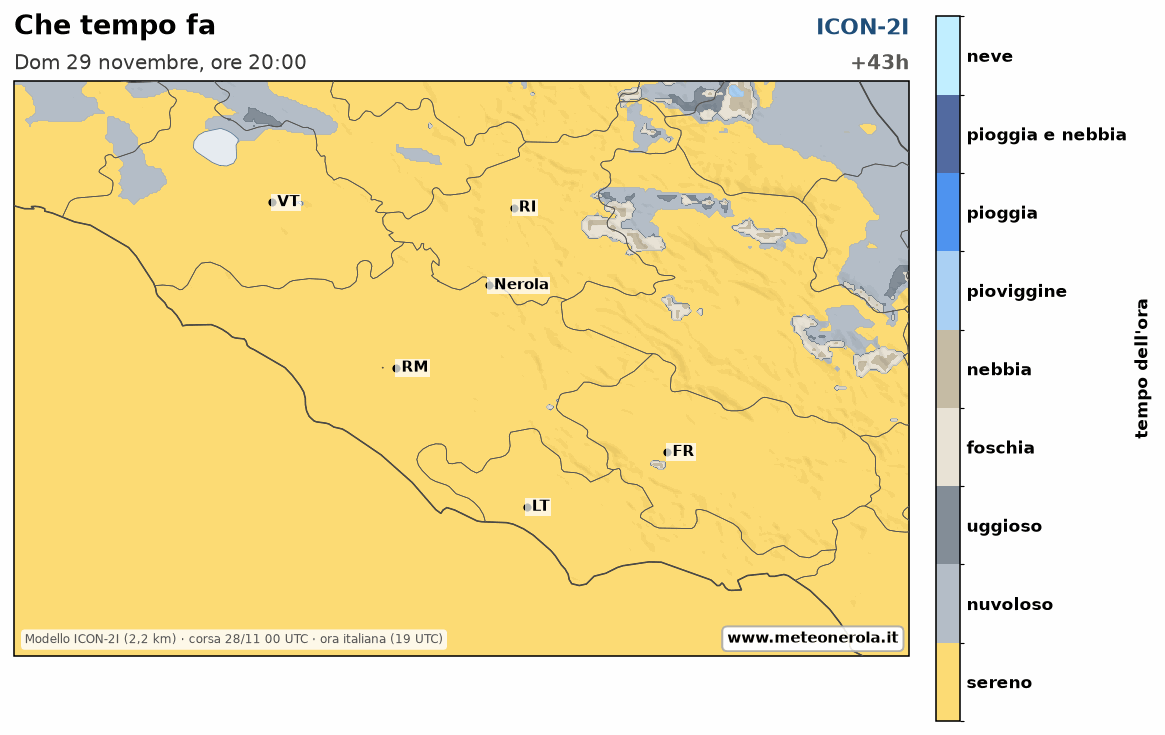 Che tempo fa
ICON-2I
Dom 29 novembre, ore 20:00
+43h
VT
RI
Nerola
RM
FR
LT
Modello ICON-2I (2,2 km) · corsa 28/11 00 UTC · ora italiana (19 UTC)
www.meteonerola.it
neve
pioggia e nebbia
pioggia
pioviggine
nebbia
foschia
uggioso
nuvoloso
sereno
tempo dell'ora